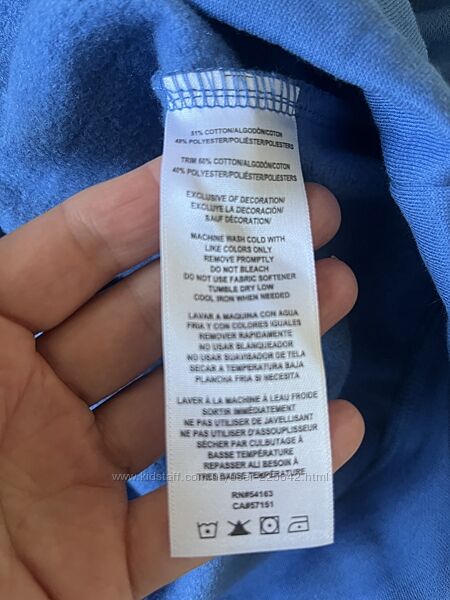 51% COTTON/ALGODÓN/COTON
49% POLYESTER/POLIÉSTER/POLIESTERS
TRIM 60% COTTON/ALGODÓN/COTON
40% POLYESTER/POLIÉSTER/POLYESTERS
EXCLUSIVE OF DECORATION/
EXCLUYE LA DECORACIÓN/
SAUF DÉCORATION/
MACHINE WASH COLD WITH
LIKE COLORS ONLY
REMOVE PROMPTLY
DO NOT BLEACH
DO NOT USE FABRIC SOFTENER
TUMBLE DRY LOW
COOL IRON WHEN NEEDED
LAVAR A MAQUINA CON AGUA
FRIA Y CON COLORES IGUALES
REMOVER RAPIDAMENTE
NO USAR BLANQUEADOR
NO USAR SUAVISADOR DE TELA
SECAR A TEMPERATURA BAJA
PLANCHA FRIA SI NECESITA
LAVER À LA MACHINE À LEAU FROIDE
SORTIR IMMÉDIATEMENT
NE PAS UTILISER DE JAVELLISANT
NE PAS UTILISER D'ASSOUPLISSEUR
SÉCHER PAR CULBUTAGE À
BASSE TEMPÉRATURE
REPASSER ALI BESOIN À
TRES BASSE TEMPÉRATURE
RN#54163
CA#57151